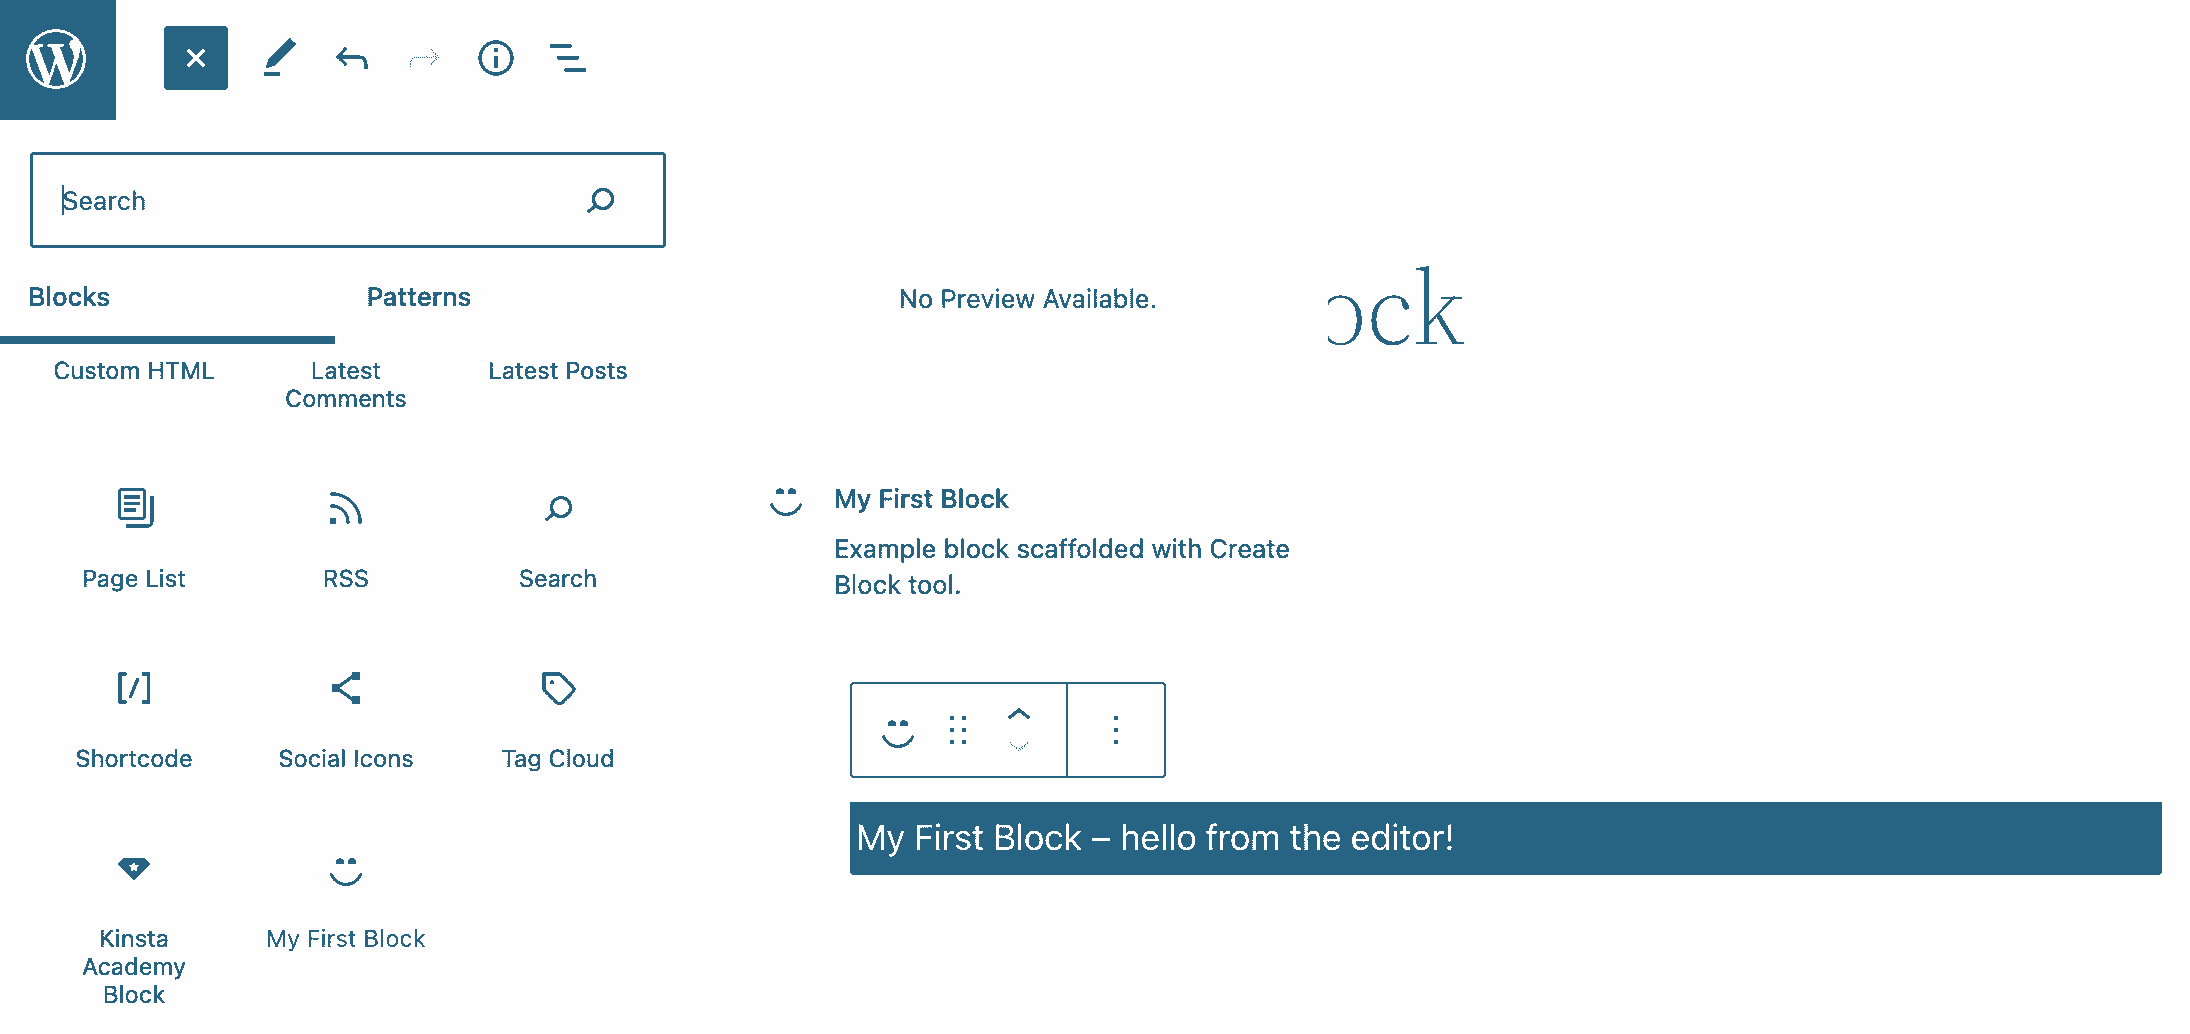 Search
Blocks
Patterns
Custom HTML
Latest
Comments
Latest Posts
Page List
RSS
Search
Shortcode
Social Icons
Tag Cloud
Kinsta
Academy
Block
My First Block
No Preview Available.
ock
My First Block
Example block scaffolded with Create
Block tool.
My First Block – hello from the editor!